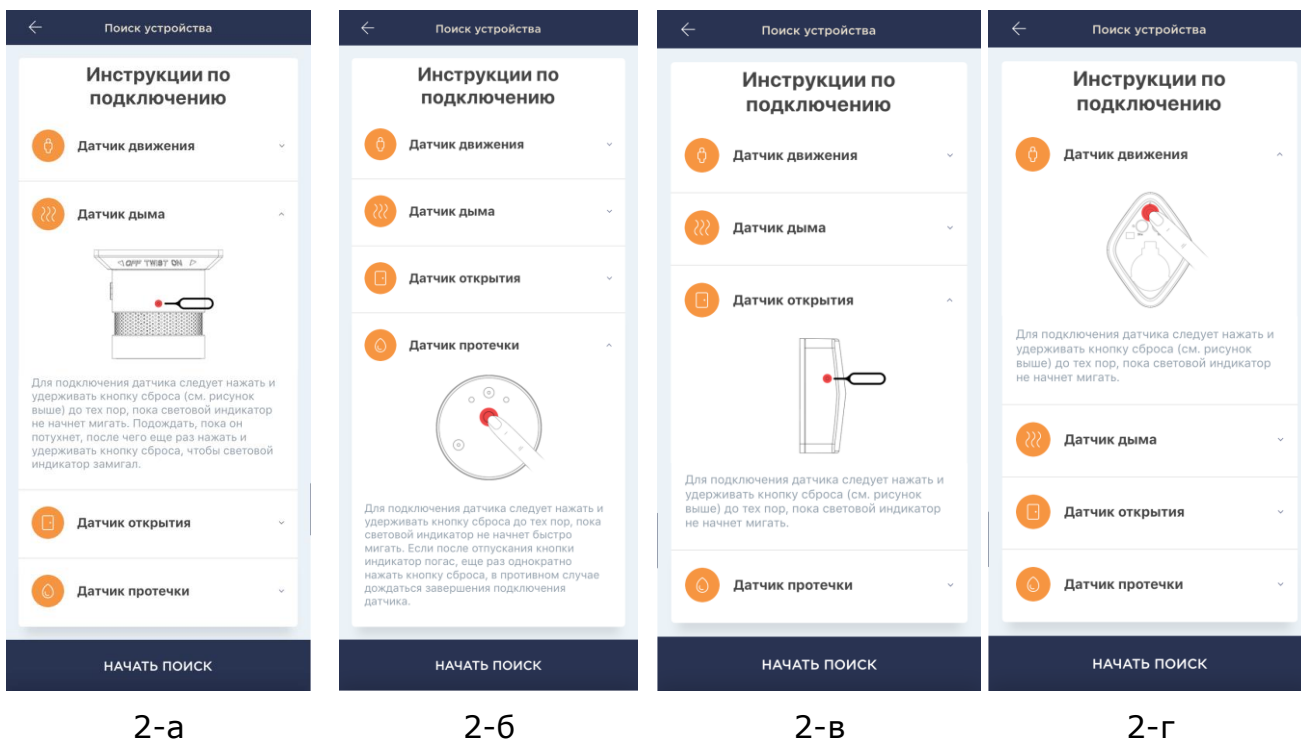 Поиск устройства
Инструкции по
подключению
Датчик движения
Датчик дыма
OFF TWIST ON
Для подключения датчика следует нажать и
удерживать кнопку сброса (см. рисунок
выше) до тех пор, пока световой индикатор
не начнет мигать. Подождать, пока он
потухнет, после чего еще раз нажать и
удерживать кнопку сброса, чтобы световой
индикатор замигал.
Датчик открытия
Датчик протечки
НАЧАТЬ ПОИСК
2-а
Поиск устройства
Инструкции по
подключению
Датчик движения
Датчик дыма
Датчик открытия
Датчик протечки
Для подключения датчика следует нажать и
удерживать кнопку сброса до тех пор, пока
световой индикатор не начнет быстро
мигать. Если после отпускания кнопки
индикатор погас, еще раз однократно
нажать кнопку сброса, в противном случае
дождаться завершения подключения
датчика.
НАЧАТЬ ПОИСК
2-б
Поиск устройства
Инструкции по
подключению
Датчик движения
Датчик дыма
Датчик открытия
Для подключения датчика следует нажать и
удерживать кнопку сброса (см. рисунок
выше) до тех пор, пока световой индикатор
не начнет мигать.
Датчик протечки
НАЧАТЬ ПОИСК
2-в
Поиск устройства
Инструкции по
подключению
Датчик движения
Для подключения датчика следует нажать и
удерживать кнопку сброса (см. рисунок
выше) до тех пор, пока световой индикатор
не начнет мигать.
Датчик дыма
Датчик открытия
Датчик протечки
НАЧАТЬ ПОИСК
2-г